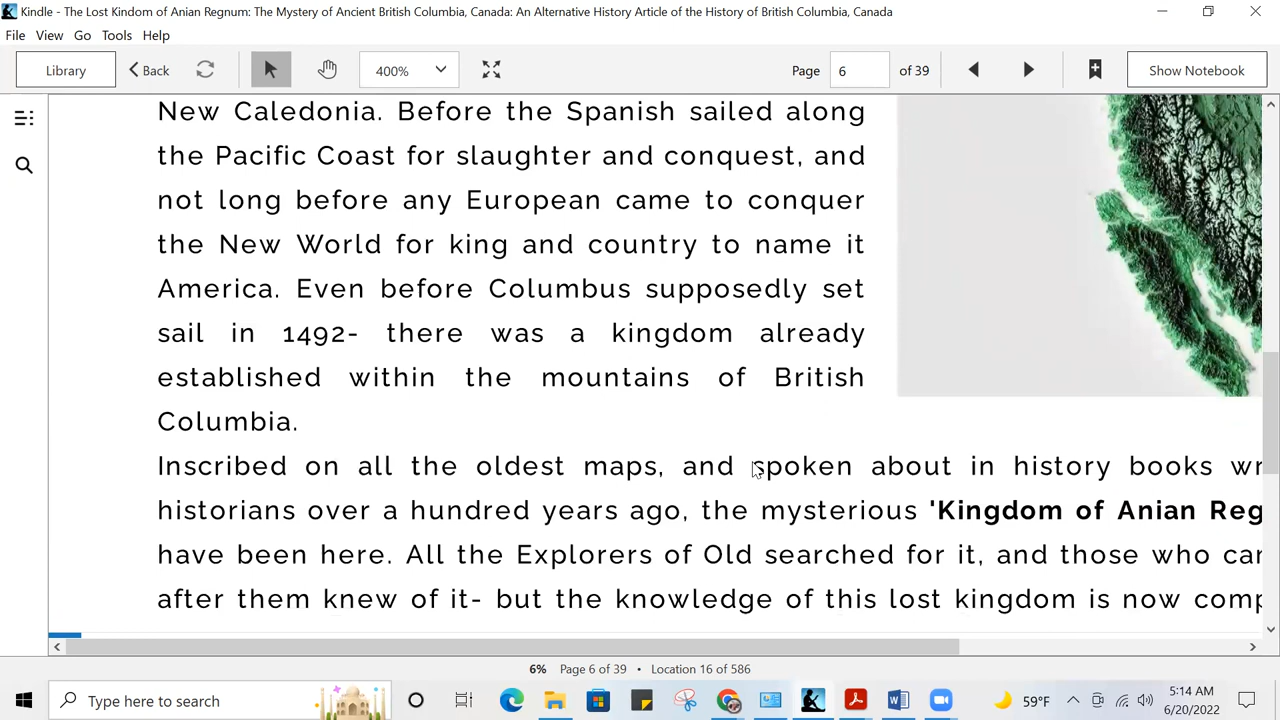 Kindle - The Lost Kindom of Anian Regnum: The Mystery of Ancient British Columbia, Canada: An Alternative History Article of the History of British Columbia, Canada
File View Go Tools Help
Library Back 400% Page 6 of 39 Show Notebook
New Caledonia. Before the Spanish sailed along
the Pacific Coast for slaughter and conquest, and
not long before any European came to conquer
the New World for king and country to name it
America. Even before Columbus supposedly set
sail in 1492- there was a kingdom already
established within the mountains of British
Columbia.
Inscribed on all the oldest maps, and spoken about in history books wr
historians over a hundred years ago, the mysterious 'Kingdom of Anian Reg
have been here. All the Explorers of Old searched for it, and those who car
after them knew of it- but the knowledge of this lost kingdom is now comp
6% Page 6 of 39 • Location 16 of 586
Type here to search 59°F 5:14 AM
6/20/2022